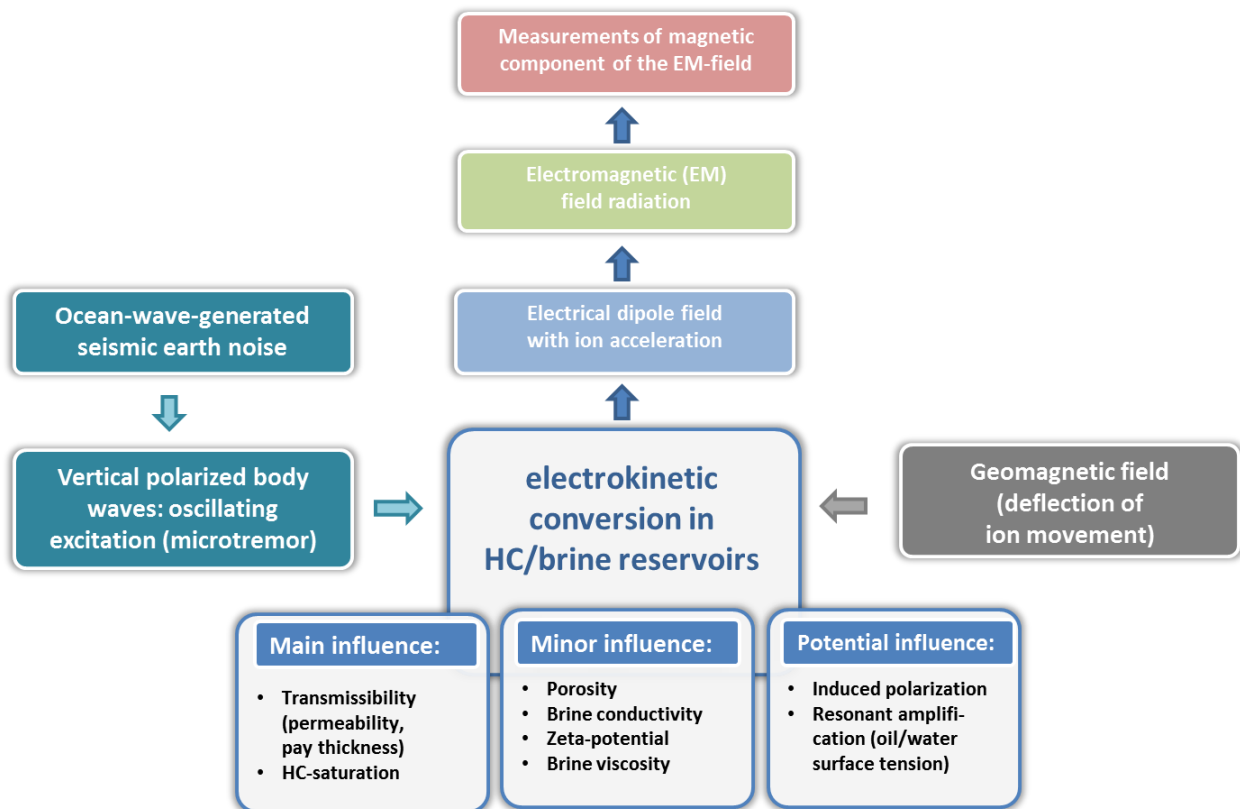 Measurements of magnetic
component of the EM-field
Electromagnetic (EM)
field radiation
Ocean-wave-generated
seismic earth noise
Electrical dipole field
with ion acceleration
Vertical polarized body
waves: oscillating
excitation (microtremor)
electrokinetic
conversion in
HC/brine reservoirs
Geomagnetic field
(deflection of
ion movement)
Main influence:
• Transmissibility
(permeability,
pay thickness)
• HC-saturation
Minor influence:
• Porosity
• Brine conductivity
• Zeta-potential
• Brine viscosity
Potential influence:
• Induced polarization
• Resonant amplifi-
cation (oil/water
surface tension)